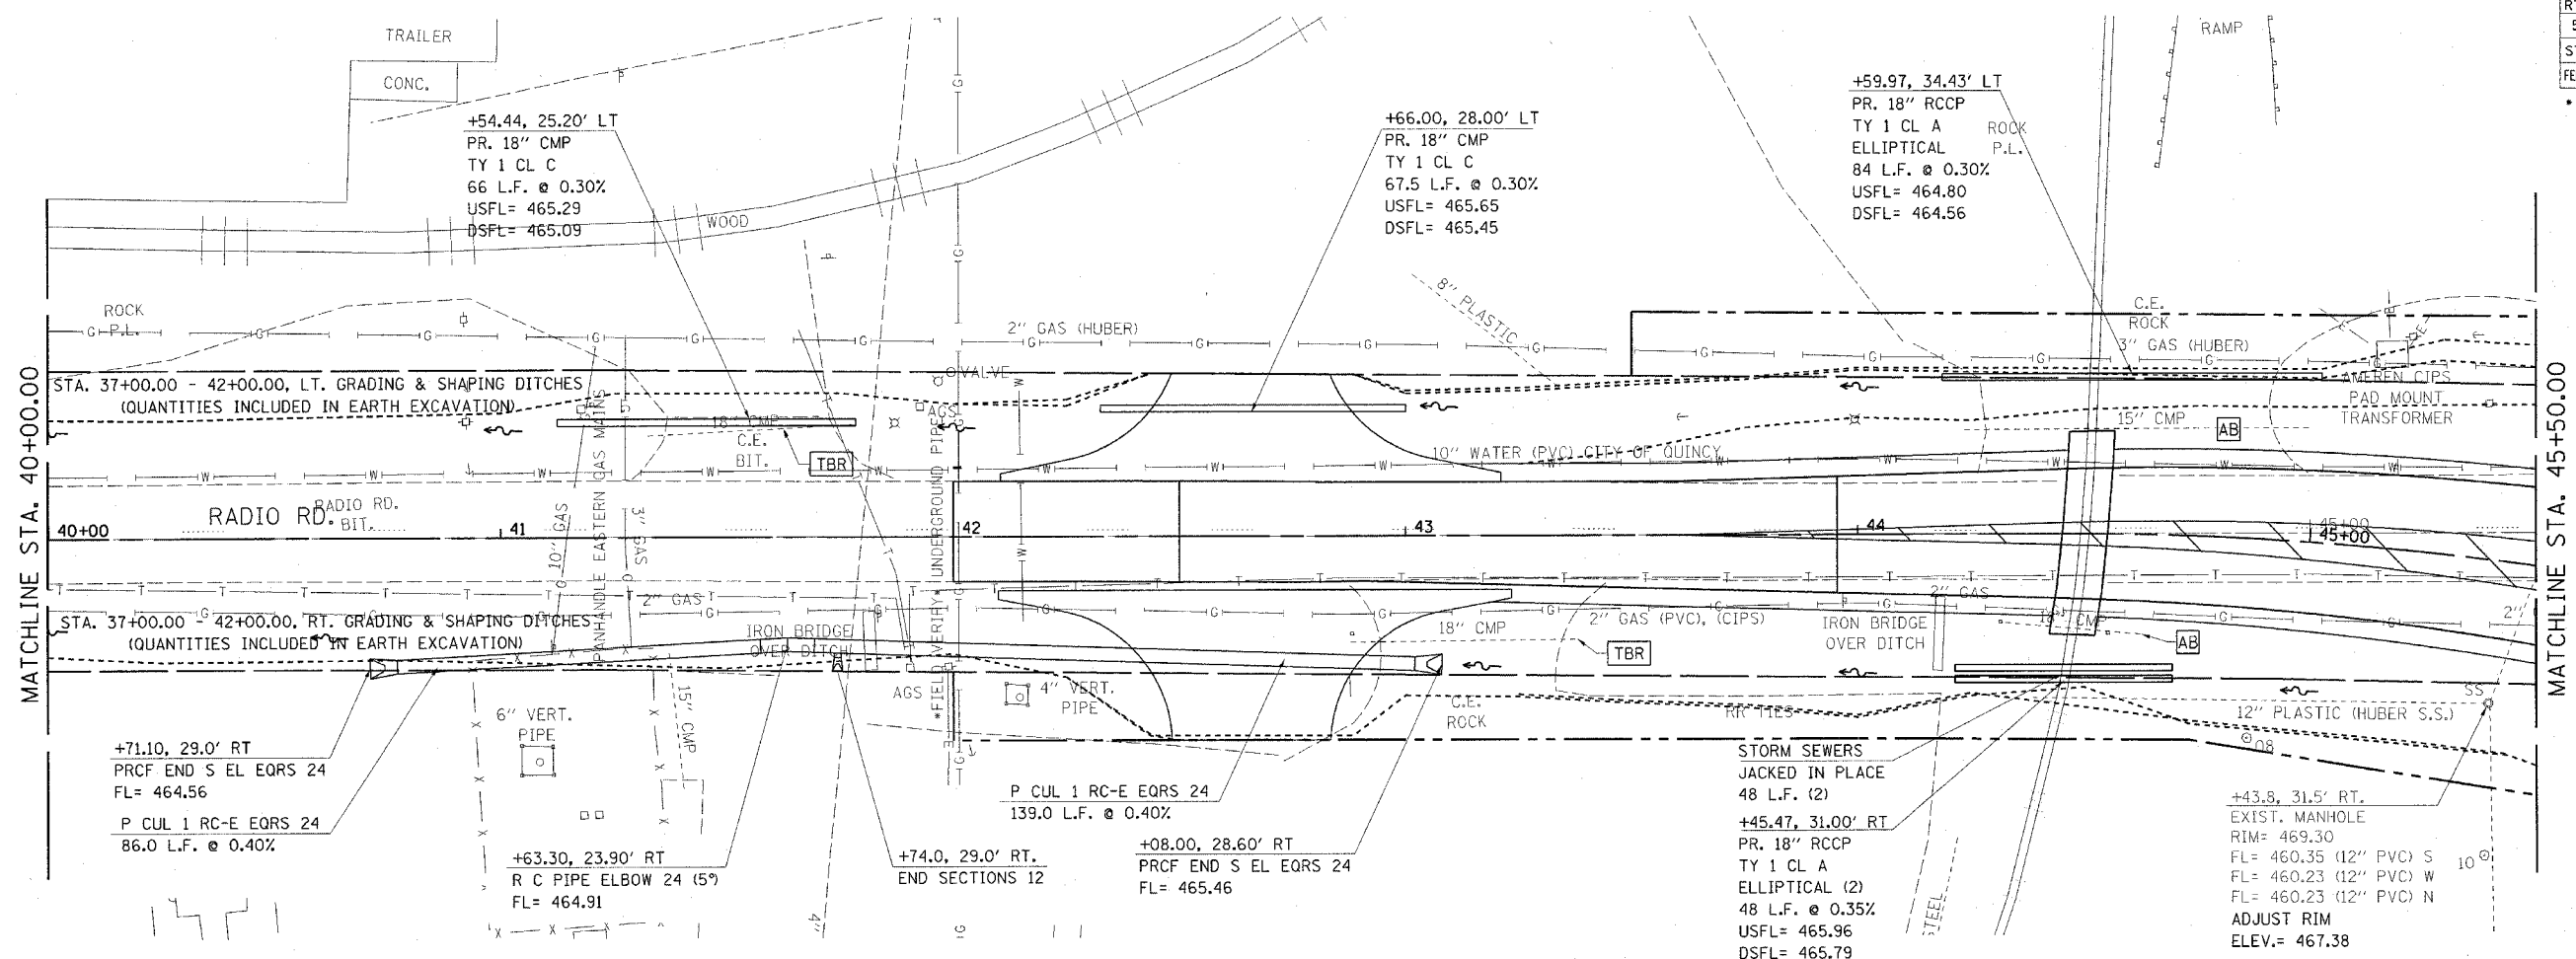 TRAILER
CONC.
RAMP
+54.44, 25.20' LT
PR. 18" CMP
TY 1 CL C
66 L.F. @ 0.30%
USFL= 465.29
DSFL= 465.09
WOOD
+66.00, 28.00' LT
PR. 18" CMP
TY 1 CL C
67.5 L.F. @ 0.30%
USFL= 465.65
DSFL= 465.45
+59.97, 34.43' LT
PR. 18" RCCP
TY 1 CL A
ELLIPTICAL
84 L.F. @ 0.30%
USFL= 464.80
DSFL= 464.56
ROCK
P.L.
ROCK
P.L.
2" GAS (HUBER)
8" PLASTIC
C.E.
ROCK
3" GAS (HUBER)
VALVE
STA. 37+00.00 - 42+00.00, LT. GRADING & SHAPING DITCHES
(QUANTITIES INCLUDED IN EARTH EXCAVATION)
AGS
18" CMP
C.E.
BIT.
TBR
AMEREN CIPS
PAD MOUNT
TRANSFORMER
15" CMP
AB
10" WATER (PVC) CITY OF QUINCY
MATCHLINE STA. 40+00.00
MATCHLINE STA. 45+50.00
RADIO RD.
RADIO RD.
BIT.
40+00
41
42
43
44
45+00
45+00
10" GAS
PANHANDLE EASTERN GAS MAINS
3" GAS
*FIELD VERIFY* UNDERGROUND PIPE
2" GAS
2" GAS
STA. 37+00.00 - 42+00.00, RT. GRADING & SHAPING DITCHES
(QUANTITIES INCLUDED IN EARTH EXCAVATION)
IRON BRIDGE
OVER DITCH
18" CMP
2" GAS (PVC), (CIPS)
TBR
IRON BRIDGE
OVER DITCH
18" CMP
AB
2"
AGS
4" VERT.
PIPE
15" CMP
6" VERT.
PIPE
C.E.
ROCK
RR TIES
SS
12" PLASTIC (HUBER S.S.)
+71.10, 29.0' RT
PRCF END S EL EQRS 24
FL= 464.56
P CUL 1 RC-E EQRS 24
86.0 L.F. @ 0.40%
+63.30, 23.90' RT
R C PIPE ELBOW 24 (5°)
FL= 464.91
+74.0, 29.0' RT.
END SECTIONS 12
P CUL 1 RC-E EQRS 24
139.0 L.F. @ 0.40%
+08.00, 28.60' RT
PRCF END S EL EQRS 24
FL= 465.46
STORM SEWERS
JACKED IN PLACE
48 L.F. (2)
+45.47, 31.00' RT
PR. 18" RCCP
TY 1 CL A
ELLIPTICAL (2)
48 L.F. @ 0.35%
USFL= 465.96
DSFL= 465.79
+43.8, 31.5' RT.
EXIST. MANHOLE
RIM= 469.30
FL= 460.35 (12" PVC) S
FL= 460.23 (12" PVC) W
FL= 460.23 (12" PVC) N
ADJUST RIM
ELEV.= 467.38
10
4"